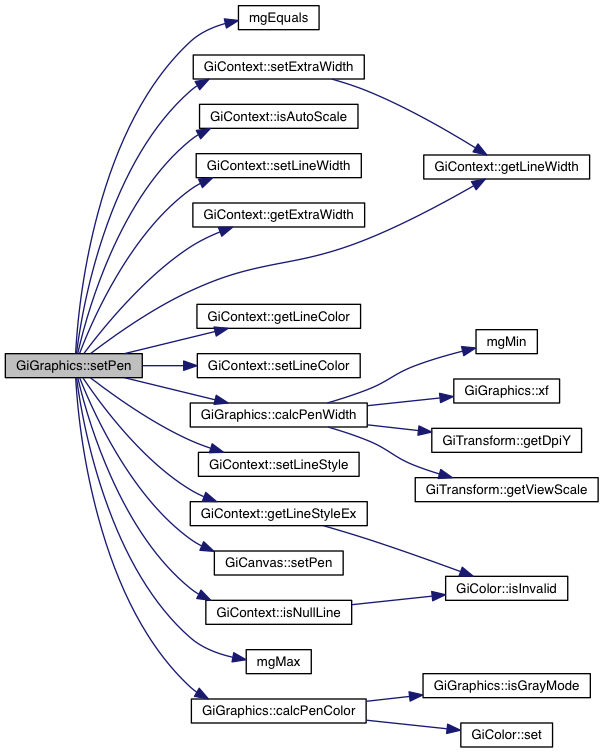 GiGraphics::setPen
mgEquals
GiContext::setExtraWidth
GiContext::isAutoScale
GiContext::setLineWidth
GiContext::getExtraWidth
GiContext::getLineWidth
GiContext::getLineColor
GiContext::setLineColor
GiGraphics::calcPenWidth
mgMin
GiGraphics::xf
GiTransform::getDpiY
GiTransform::getViewScale
GiContext::setLineStyle
GiContext::getLineStyleEx
GiCanvas::setPen
GiContext::isNullLine
GiColor::isInvalid
mgMax
GiGraphics::calcPenColor
GiGraphics::isGrayMode
GiColor::set